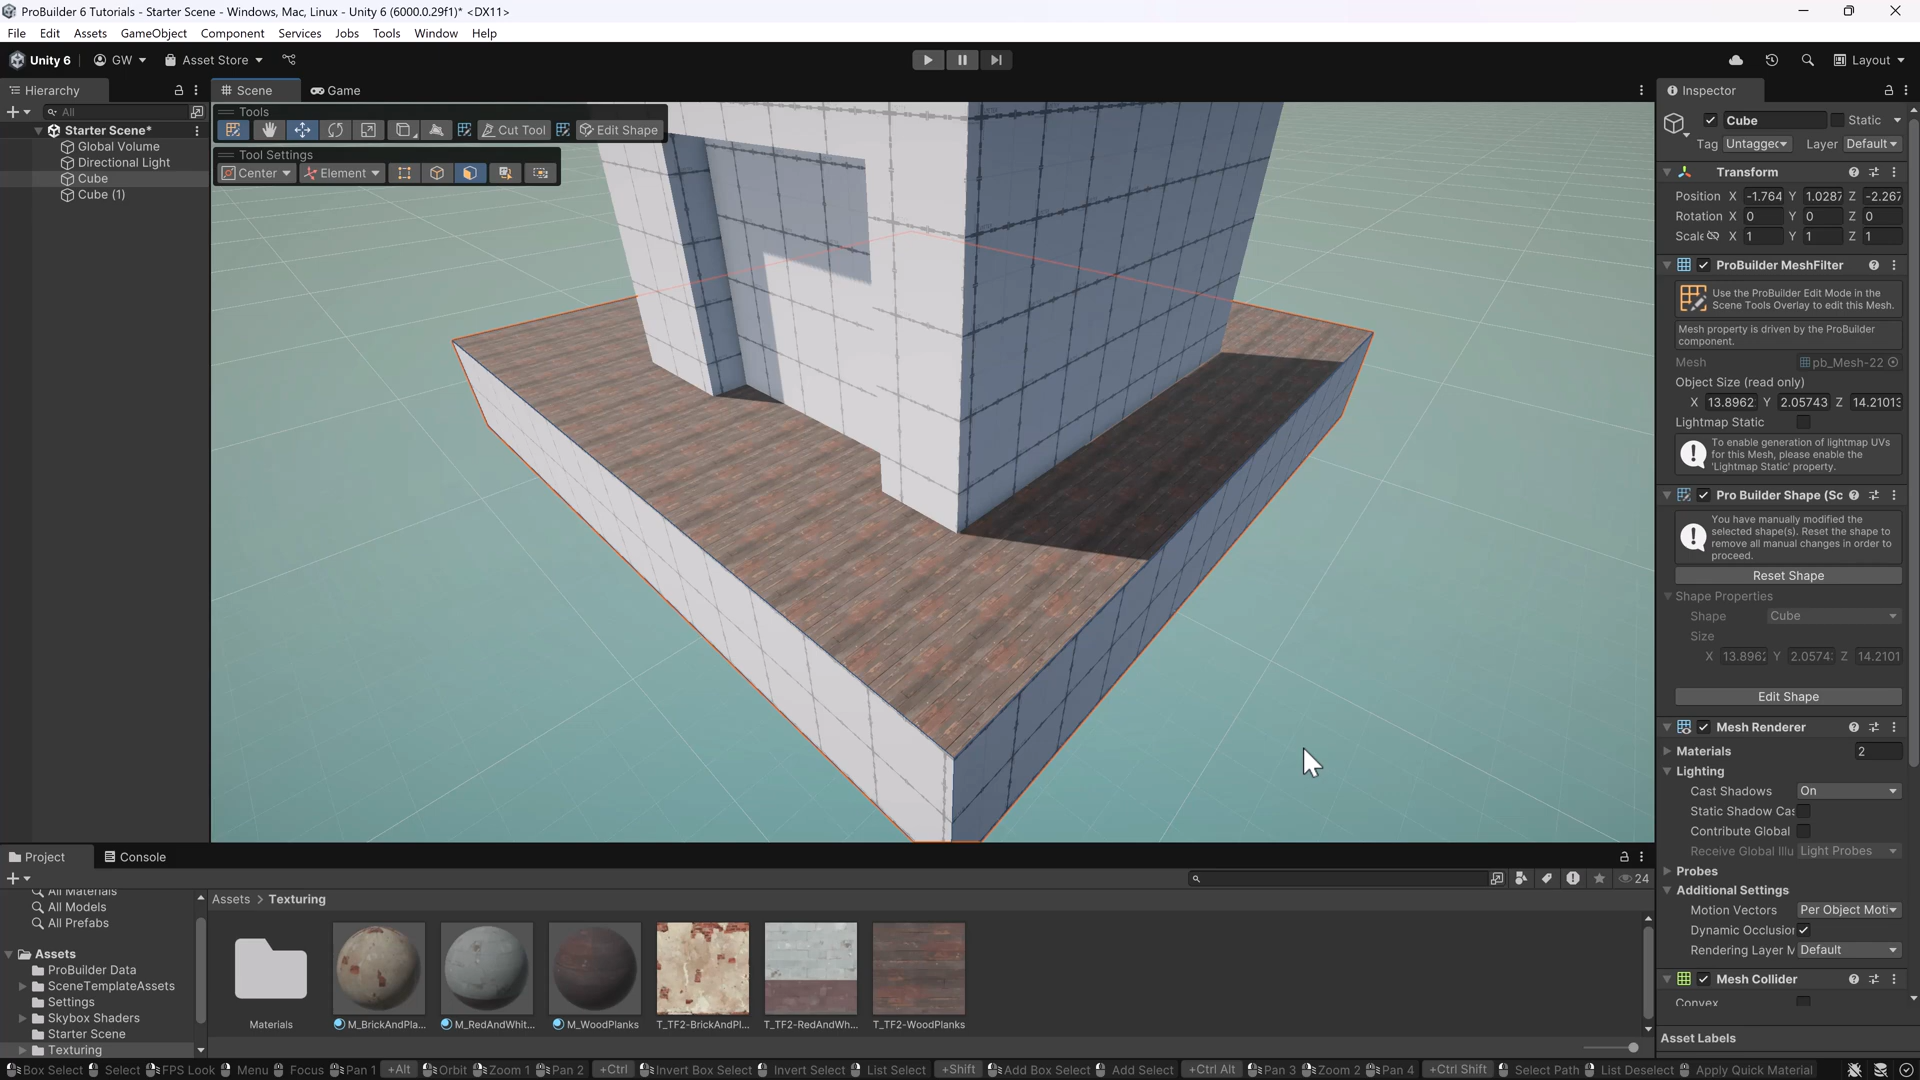 ProBuilder 6 Tutorials - Starter Scene - Windows, Mac, Linux - Unity 6 (6000.0.29f1)* <DX11>
File Edit Assets GameObject Component Services Jobs Tools Window Help
Unity 6 GW Asset Store Layout
Hierarchy
All
Starter Scene*
Global Volume
Directional Light
Cube
Cube (1)
Scene Game
Tools
Cut Tool Edit Shape
Tool Settings
Center Element
Inspector
Cube Static
Tag Untagged Layer Default
Transform
Position X -1.764 Y 1.0287 Z -2.267
Rotation X 0 Y 0 Z 0
Scale X 1 Y 1 Z 1
ProBuilder MeshFilter
Use the ProBuilder Edit Mode in the
Scene Tools Overlay to edit this Mesh.
Mesh property is driven by the ProBuilder
component.
Mesh pb_Mesh-22
Object Size (read only)
X 13.8962 Y 2.05743 Z 14.21013
Lightmap Static
To enable generation of lightmap UVs
for this Mesh, please enable the
'Lightmap Static' property.
Pro Builder Shape (Sc
You have manually modified the
selected shape(s). Reset the shape to
remove all manual changes in order to
proceed.
Reset Shape
Shape Properties
Shape Cube
Size
X 13.8962 Y 2.0574: Z 14.2101
Edit Shape
Mesh Renderer
Materials 2
Lighting
Cast Shadows On
Static Shadow Cas
Contribute Global
Receive Global Illu Light Probes
Probes
Additional Settings
Motion Vectors Per Object Moti
Dynamic Occlusion
Rendering Layer M Default
Mesh Collider
Convex
Asset Labels
Project Console
24
All Materials
All Models
All Prefabs
Assets
ProBuilder Data
SceneTemplateAssets
Settings
Skybox Shaders
Starter Scene
Texturing
Assets > Texturing
Materials M_BrickAndPla... M_RedAndWhit... M_WoodPlanks T_TF2-BrickAndPl... T_TF2-RedAndWh... T_TF2-WoodPlanks
Box Select Select FPS Look Menu Focus Pan 1 +Alt Orbit Zoom 1 Pan 2 +Ctrl Invert Box Select Invert Select List Select +Shift Add Box Select Add Select +Ctrl Alt Pan 3 Zoom 2 Pan 4 +Ctrl Shift Select Path List Deselect Apply Quick Material